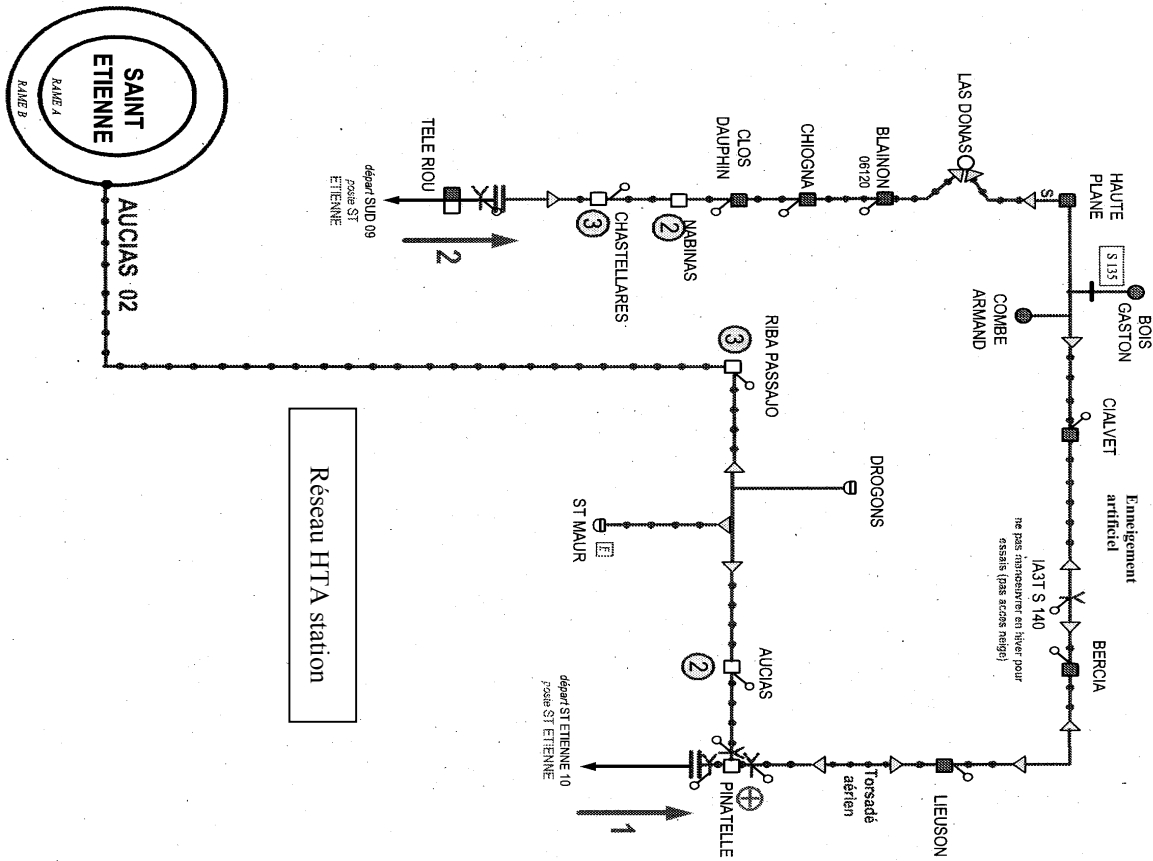 SAINT
ETIENNE
RAME A
RAME B
AUCIAS 02
TELE RIOU
départ SUD 09
poste ST
ETIENNE
2
3
CHASTELLARES
2
NABINAS
CLOS
DAUPHIN
CHIOGNA
BLAINON
06120
LAS DONAS
S
HAUTE
PLANE
S 135
BOIS
GASTON
COMBE
ARMAND
CIALVET
Enneigement
artificiel
IA3T S 140
ne pas manoeuvrer en hiver pour
essais (pas acces neige)
BERCIA
LIEUSON
Torsadé
aérien
PINATELLE
1
départ ST ETIENNE 10
poste ST ETIENNE
AUCIAS
2
DROGONS
ST MAUR
RIBA PASSAJO
3
Réseau HTA station